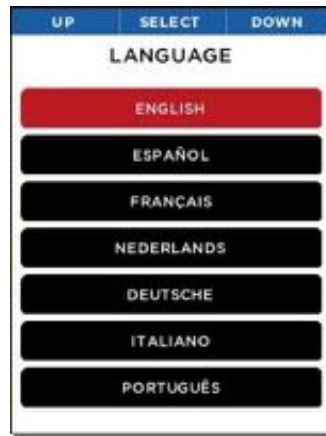 UP SELECT DOWN
LANGUAGE
ENGLISH
ESPAÑOL
FRANÇAIS
NEDERLANDS
DEUTSCHE
ITALIANO
PORTUGUÊS